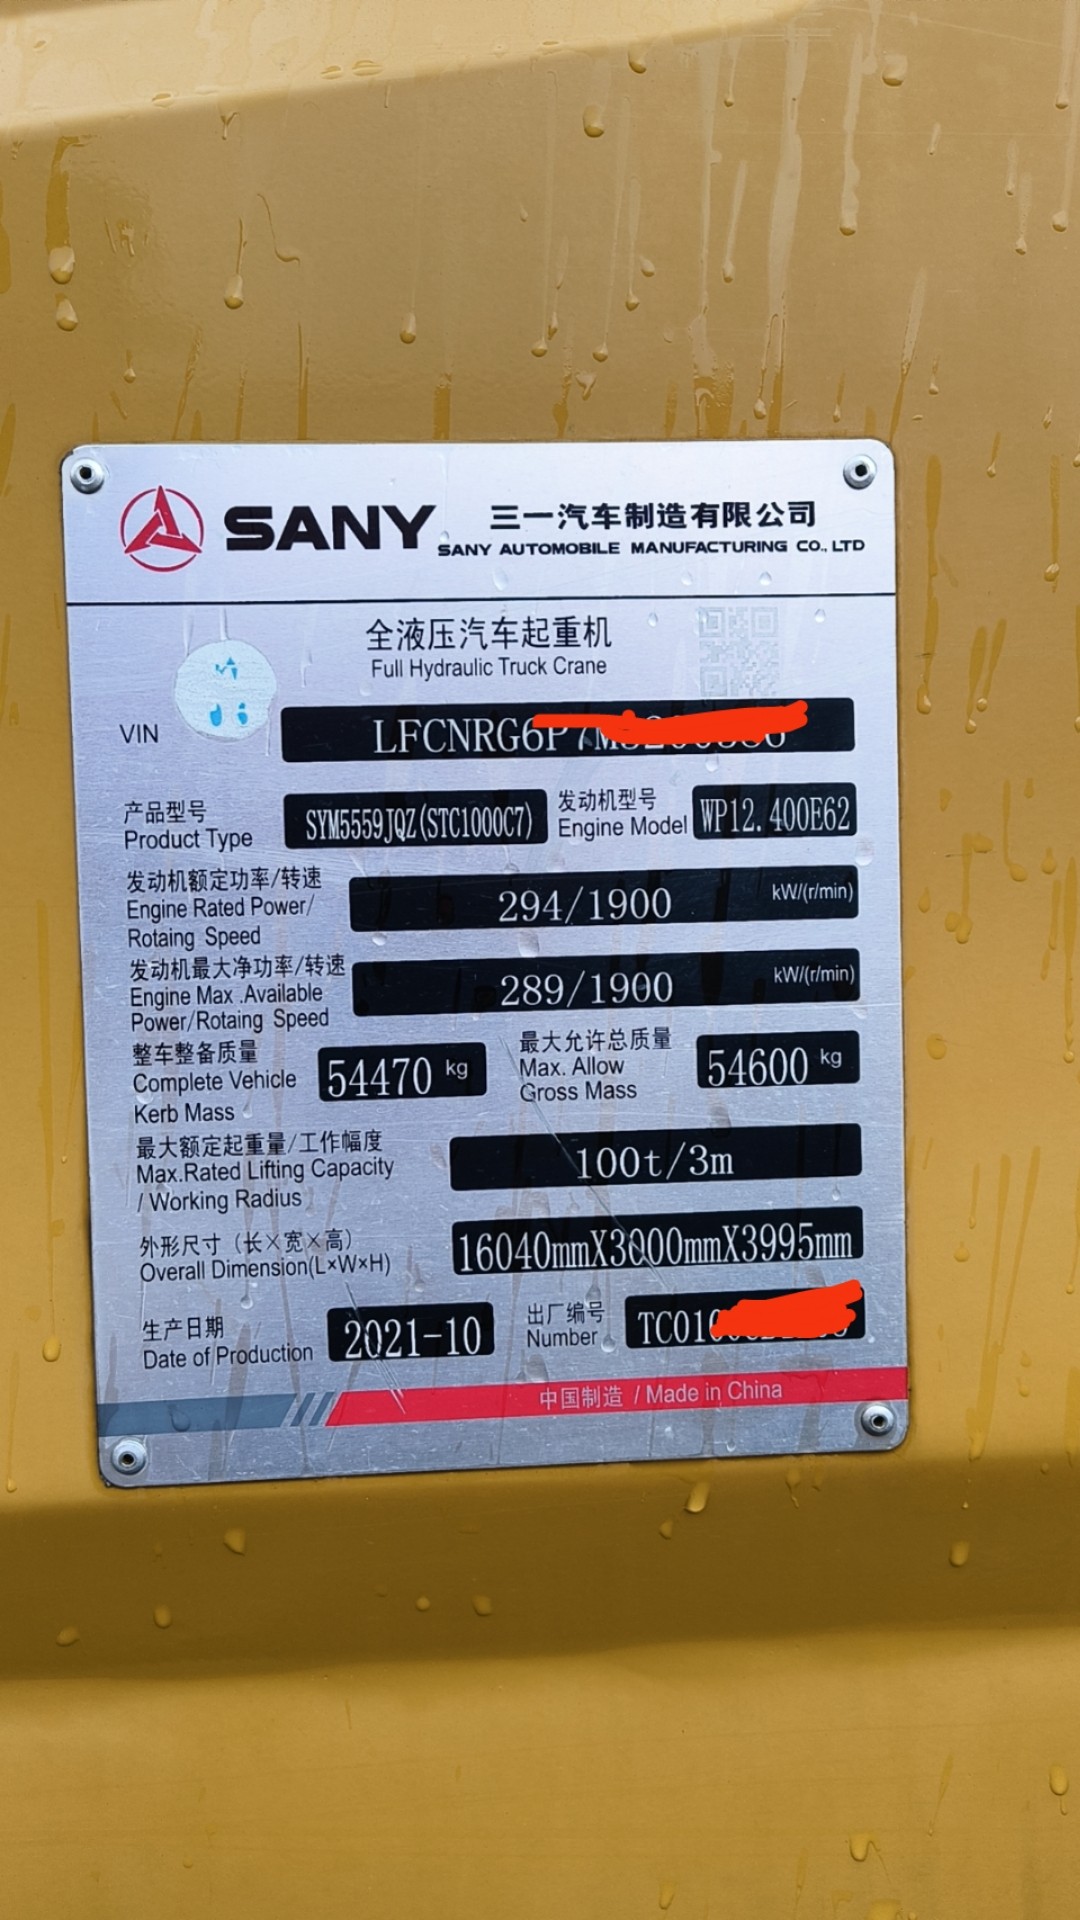 SANY
三一汽车制造有限公司
SANY AUTOMOBILE MANUFACTURING CO., LTD
全液压汽车起重机
Full Hydraulic Truck Crane
VIN LFCNRG6P7M
产品型号
Product Type SYM5559JQZ(STC1000C7)
发动机型号
Engine Model WP12.400E62
发动机额定功率/转速
Engine Rated Power/
Rotaing Speed
294/1900 kW/(r/min)
发动机最大净功率/转速
Engine Max .Available
Power/Rotaing Speed
289/1900 kW/(r/min)
整车整备质量
Complete Vehicle
Kerb Mass
54470 kg
最大允许总质量
Max. Allow
Gross Mass
54600 kg
最大额定起重量/工作幅度
Max.Rated Lifting Capacity
/ Working Radius
100t/3m
外形尺寸（长×宽×高）
Overall Dimension(L×W×H)
16040mmX3000mmX3995mm
生产日期
Date of Production
2021-10
出厂编号
Number
TC010
中国制造 / Made in China